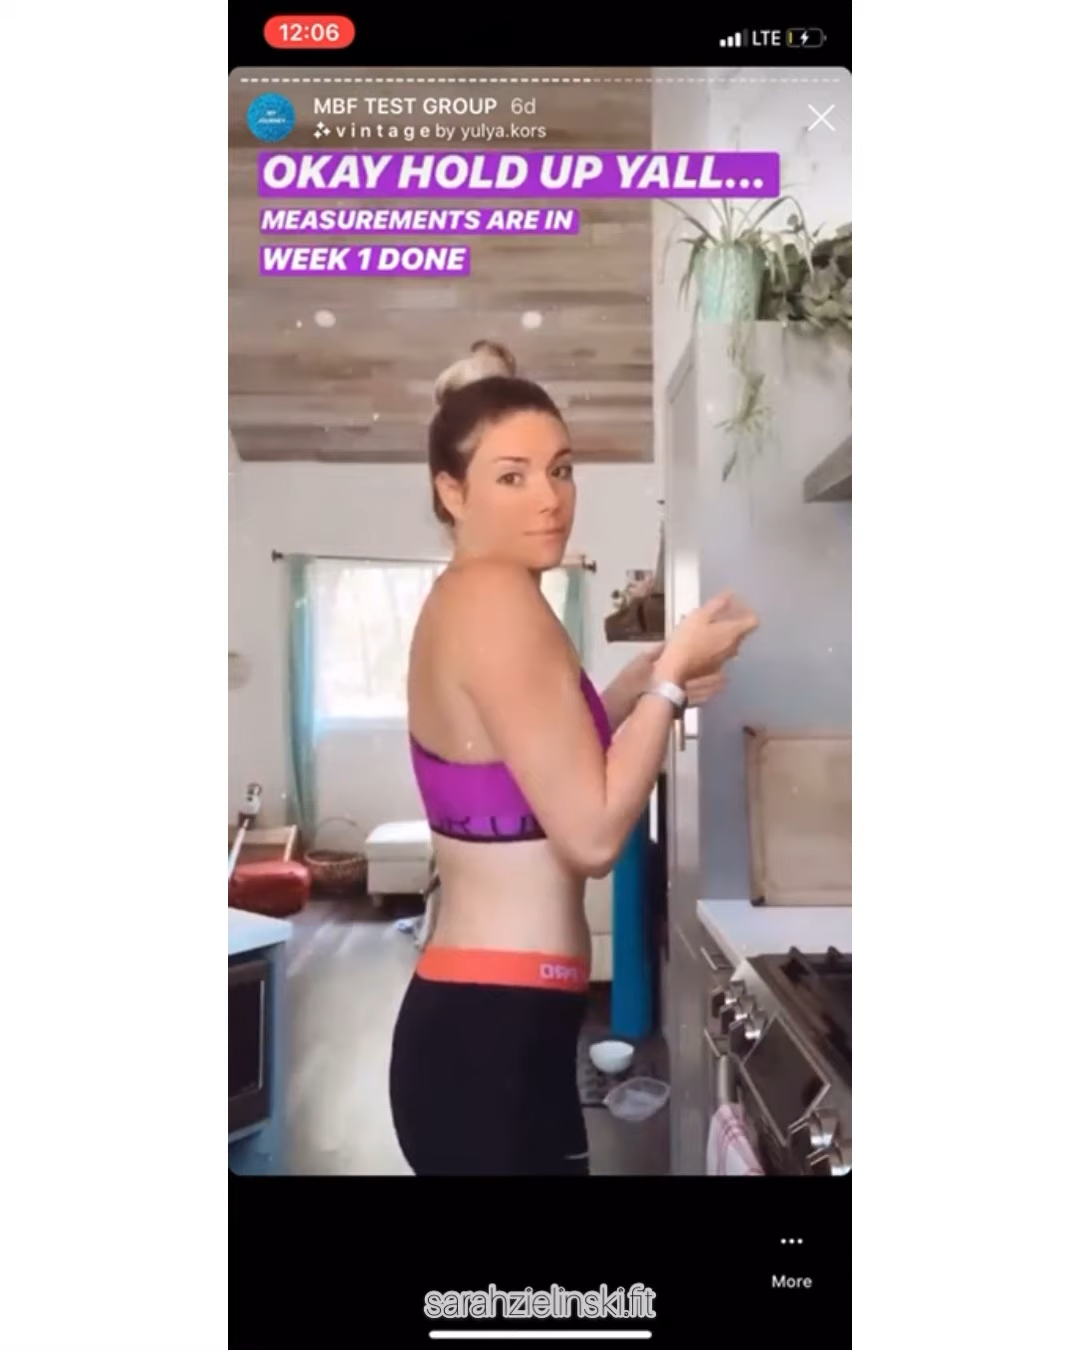 12:06
LTE
MBF TEST GROUP 6d
vintage by yulya.kors
OKAY HOLD UP YALL...
MEASUREMENTS ARE IN
WEEK 1 DONE
More
sarahzielinski.fit